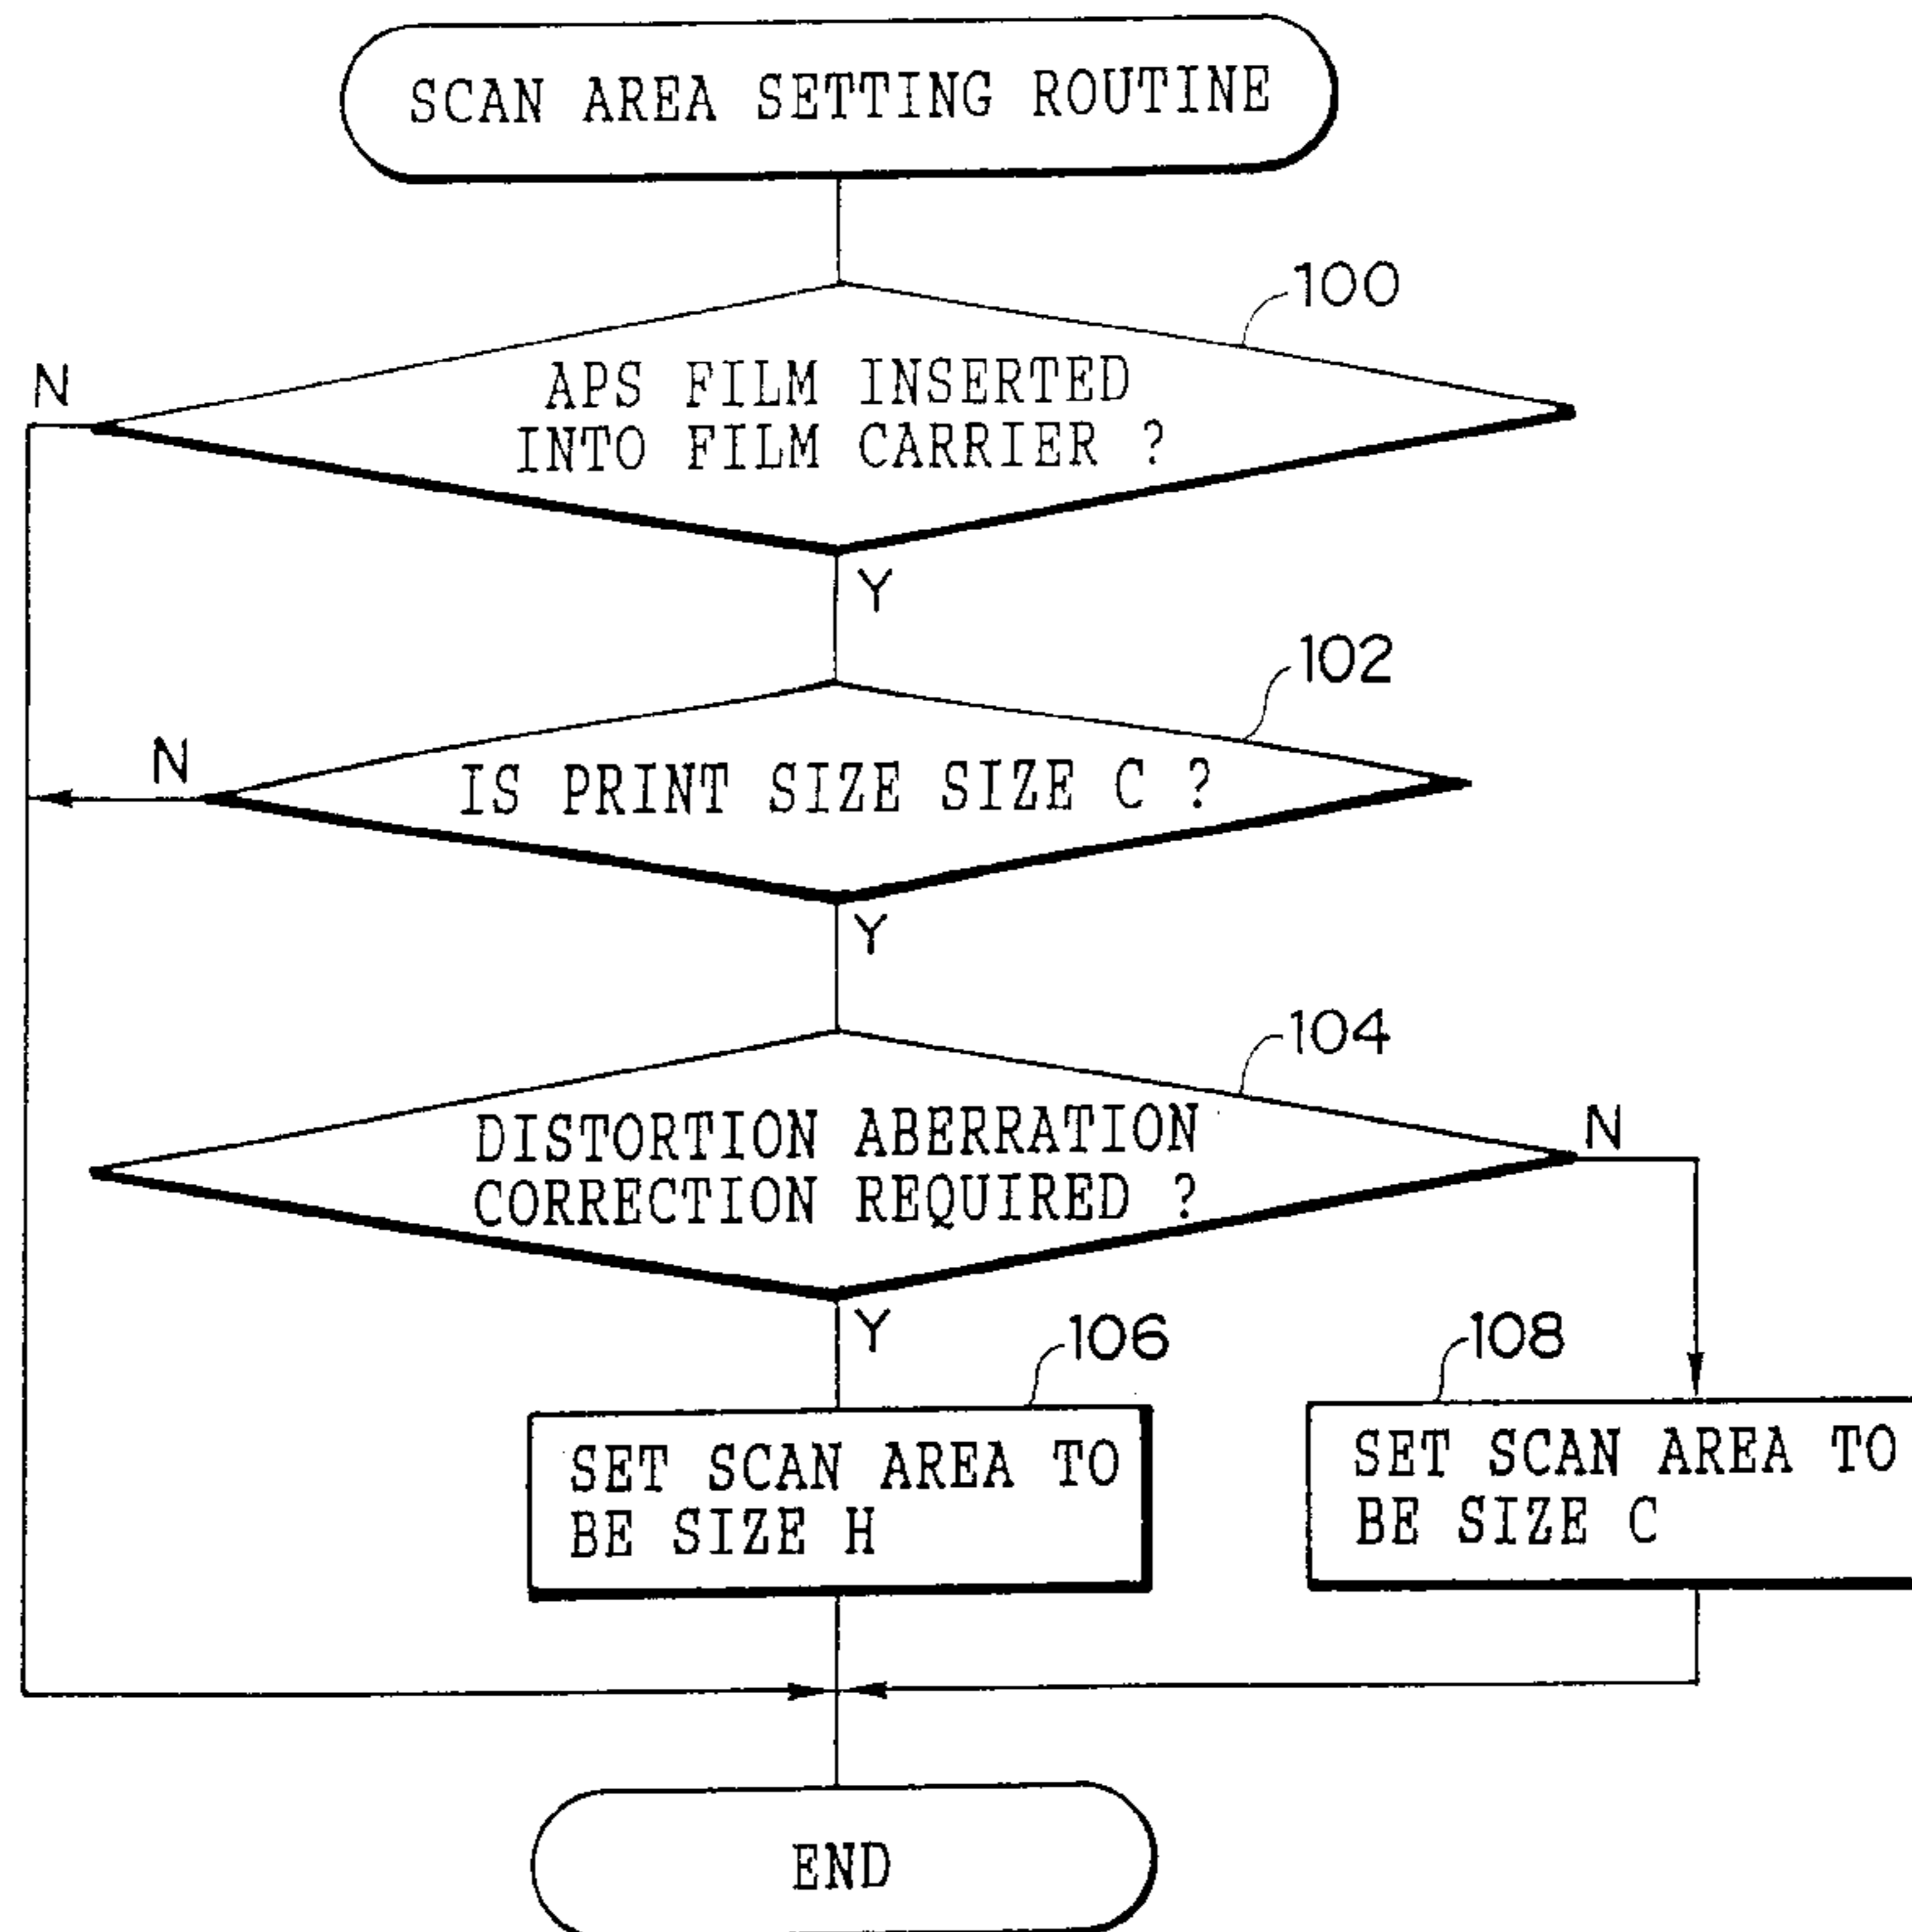 SCAN AREA SETTING ROUTINE
100
N
APS FILM INSERTED
INTO FILM CARRIER ?
Y
102
N
IS PRINT SIZE SIZE C ?
Y
104
N
DISTORTION ABERRATION
CORRECTION REQUIRED ?
Y
106
108
SET SCAN AREA TO
BE SIZE H
SET SCAN AREA TO
BE SIZE C
END